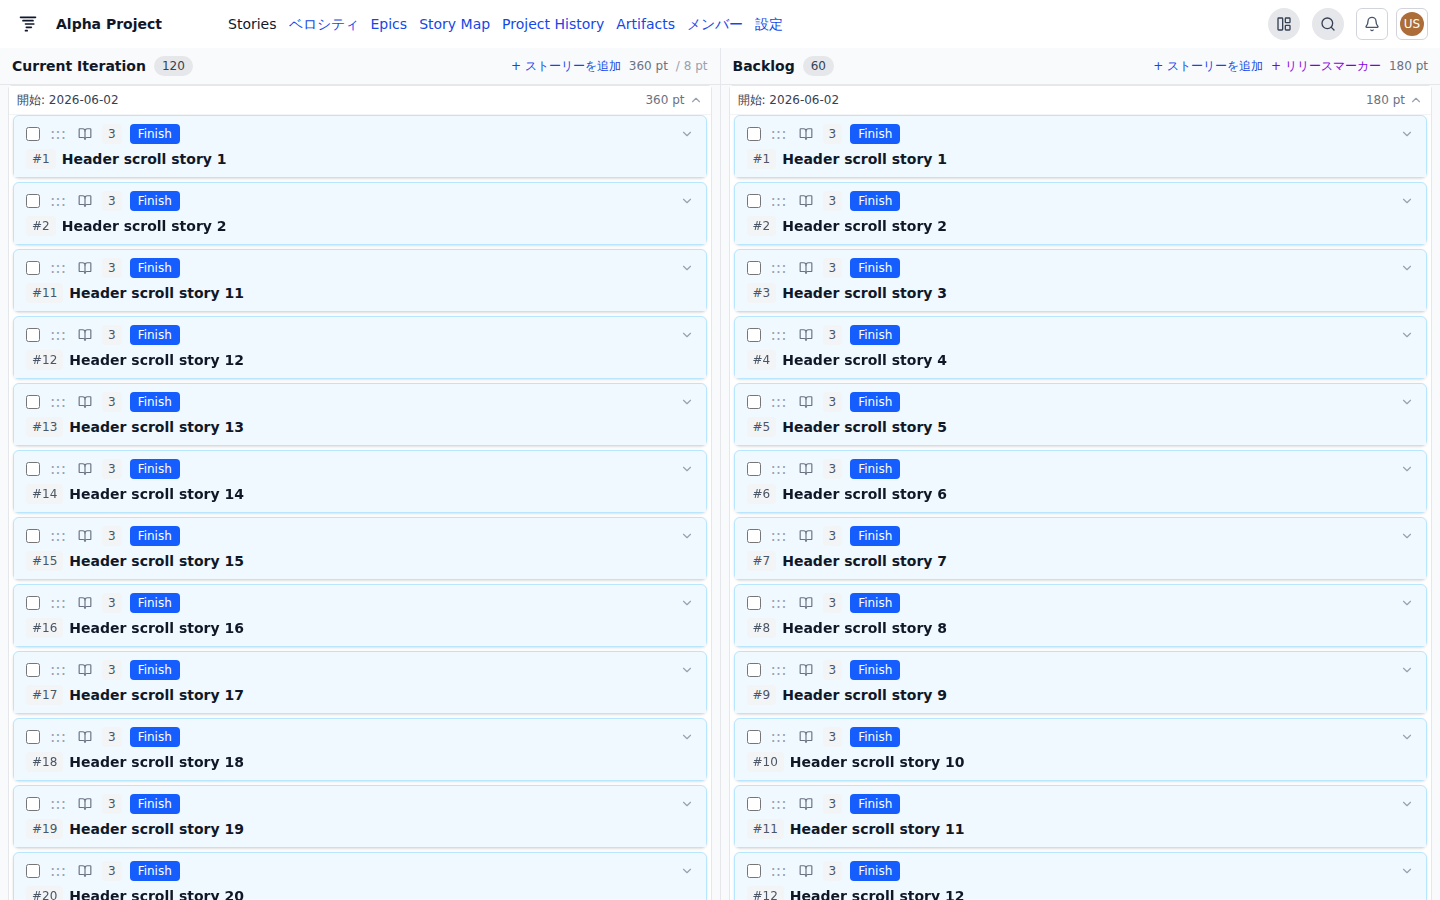 Alpha Project
Stories ベロシティ Epics Story Map Project History Artifacts メンバー 設定
US
Current Iteration 120 + ストーリーを追加 360 pt / 8 pt
開始: 2026-06-02 360 pt
3 Finish
#1 Header scroll story 1
3 Finish
#2 Header scroll story 2
3 Finish
#11 Header scroll story 11
3 Finish
#12 Header scroll story 12
3 Finish
#13 Header scroll story 13
3 Finish
#14 Header scroll story 14
3 Finish
#15 Header scroll story 15
3 Finish
#16 Header scroll story 16
3 Finish
#17 Header scroll story 17
3 Finish
#18 Header scroll story 18
3 Finish
#19 Header scroll story 19
3 Finish
#20 Header scroll story 20
Backlog 60 + ストーリーを追加 + リリースマーカー 180 pt
開始: 2026-06-02 180 pt
3 Finish
#1 Header scroll story 1
3 Finish
#2 Header scroll story 2
3 Finish
#3 Header scroll story 3
3 Finish
#4 Header scroll story 4
3 Finish
#5 Header scroll story 5
3 Finish
#6 Header scroll story 6
3 Finish
#7 Header scroll story 7
3 Finish
#8 Header scroll story 8
3 Finish
#9 Header scroll story 9
3 Finish
#10 Header scroll story 10
3 Finish
#11 Header scroll story 11
3 Finish
#12 Header scroll story 12